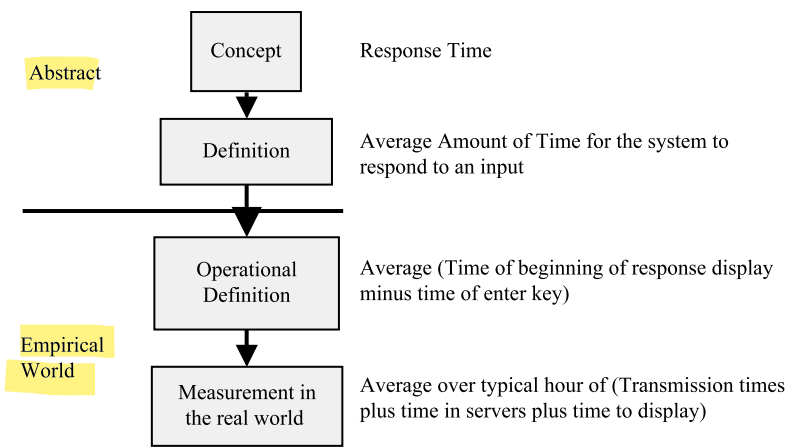 Concept
Response Time
Abstract
Definition
Average Amount of Time for the system to
respond to an input
Operational
Definition
Average (Time of beginning of response display
minus time of enter key)
Empirical
World
Measurement in
the real world
Average over typical hour of (Transmission times
plus time in servers plus time to display)